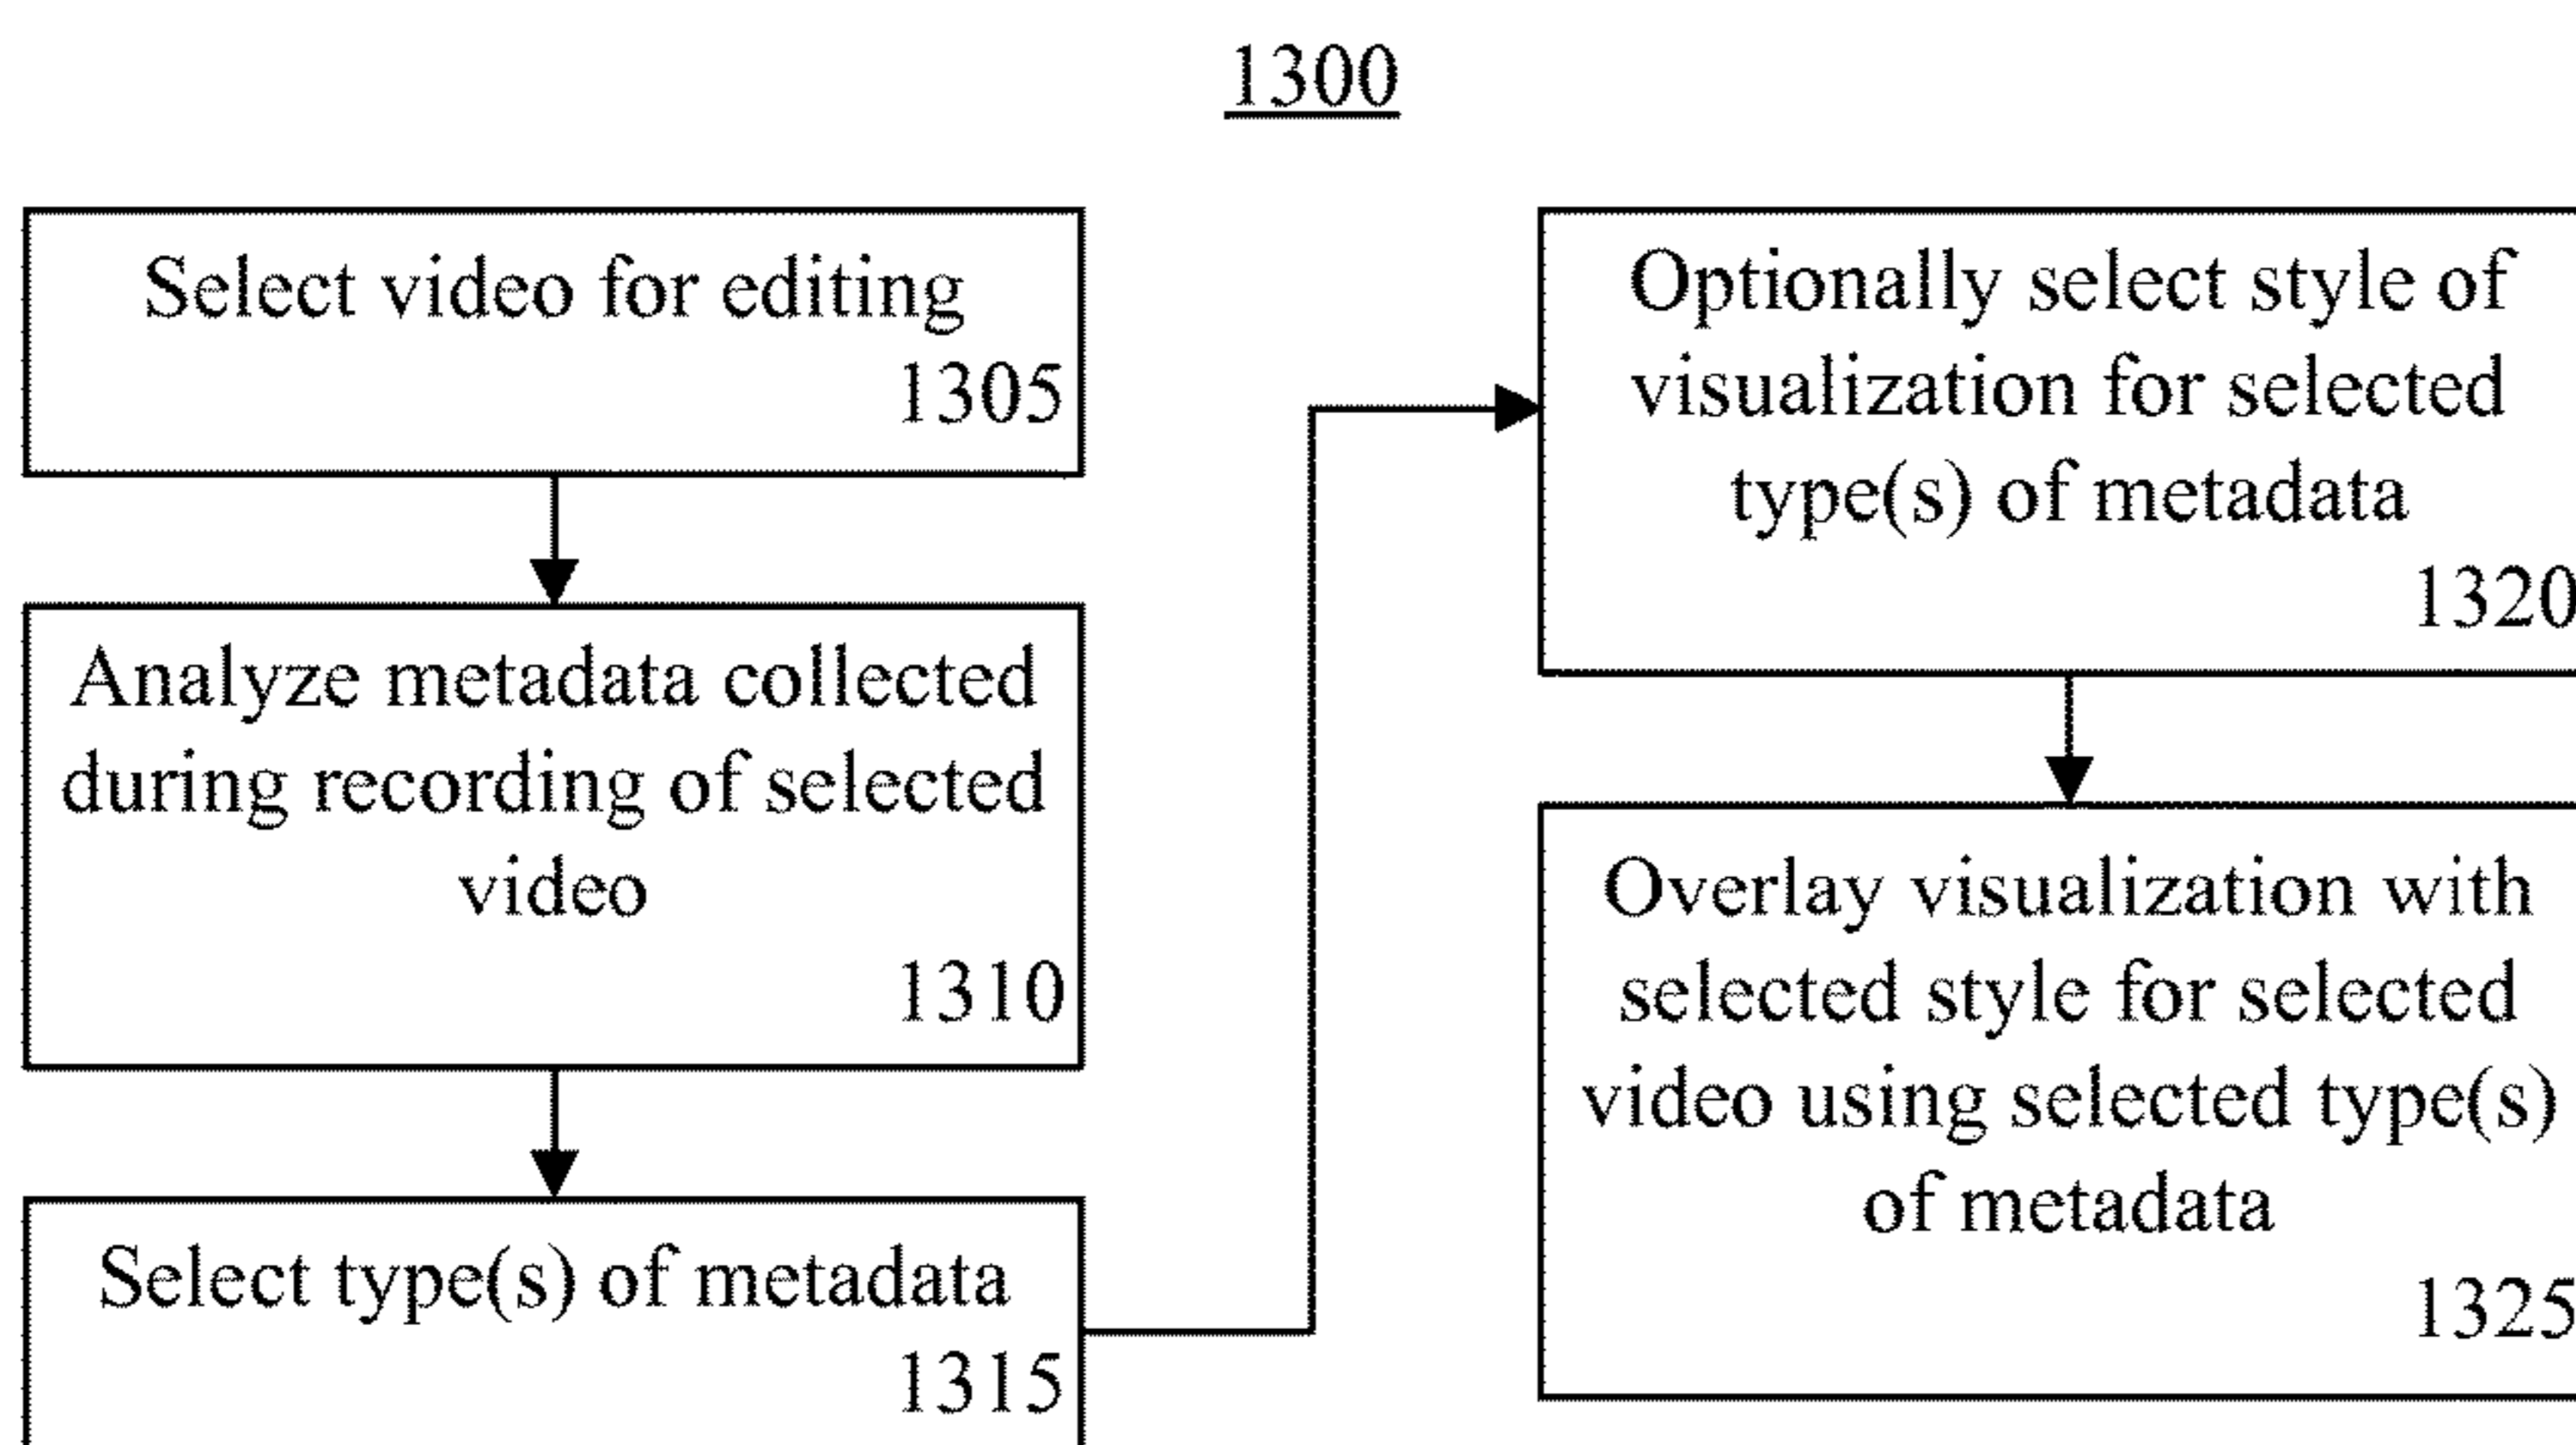 1300
Select video for editing
1305
Analyze metadata collected
during recording of selected
video
1310
Select type(s) of metadata
1315
Optionally select style of
visualization for selected
type(s) of metadata
1320
Overlay visualization with
selected style for selected
video using selected type(s)
of metadata
1325